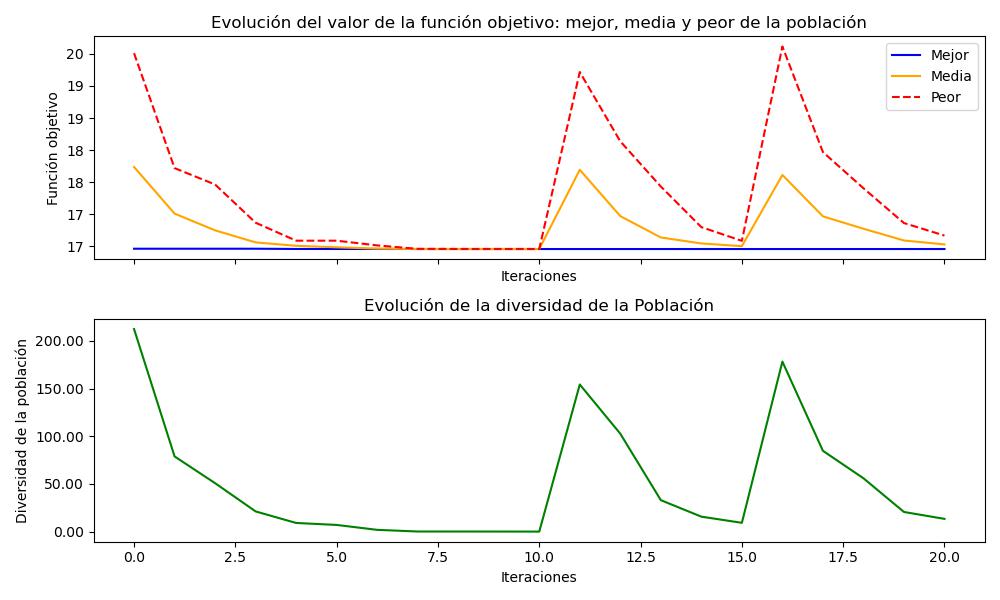 Evolución del valor de la función objetivo: mejor, media y peor de la población
Función objetivo
20
19
19
18
18
17
17
Mejor
Media
Peor
Iteraciones
Evolución de la diversidad de la Población
Diversidad de la población
200.00
150.00
100.00
50.00
0.00
0.0 2.5 5.0 7.5 10.0 12.5 15.0 17.5 20.0
Iteraciones